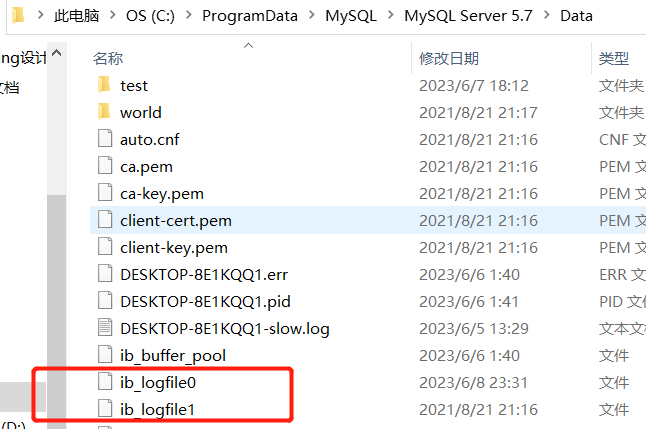 此电脑 > OS (C:) > ProgramData > MySQL > MySQL Server 5.7 > Data
名称 修改日期 类型
ng设计
文档
test 2023/6/7 18:12 文件夹
world 2021/8/21 21:17 文件夹
auto.cnf 2021/8/21 21:16 CNF 文
ca.pem 2021/8/21 21:16 PEM 文
ca-key.pem 2021/8/21 21:16 PEM 文
client-cert.pem 2021/8/21 21:16 PEM 文
client-key.pem 2021/8/21 21:16 PEM 文
DESKTOP-8E1KQQ1.err 2023/6/6 1:40 ERR 文
DESKTOP-8E1KQQ1.pid 2023/6/6 1:41 PID 文
DESKTOP-8E1KQQ1-slow.log 2023/6/5 13:29 文本文
ib_buffer_pool 2023/6/6 1:40 文件
ib_logfile0 2023/6/8 23:31 文件
ib_logfile1 2021/8/21 21:16 文件
(D:)